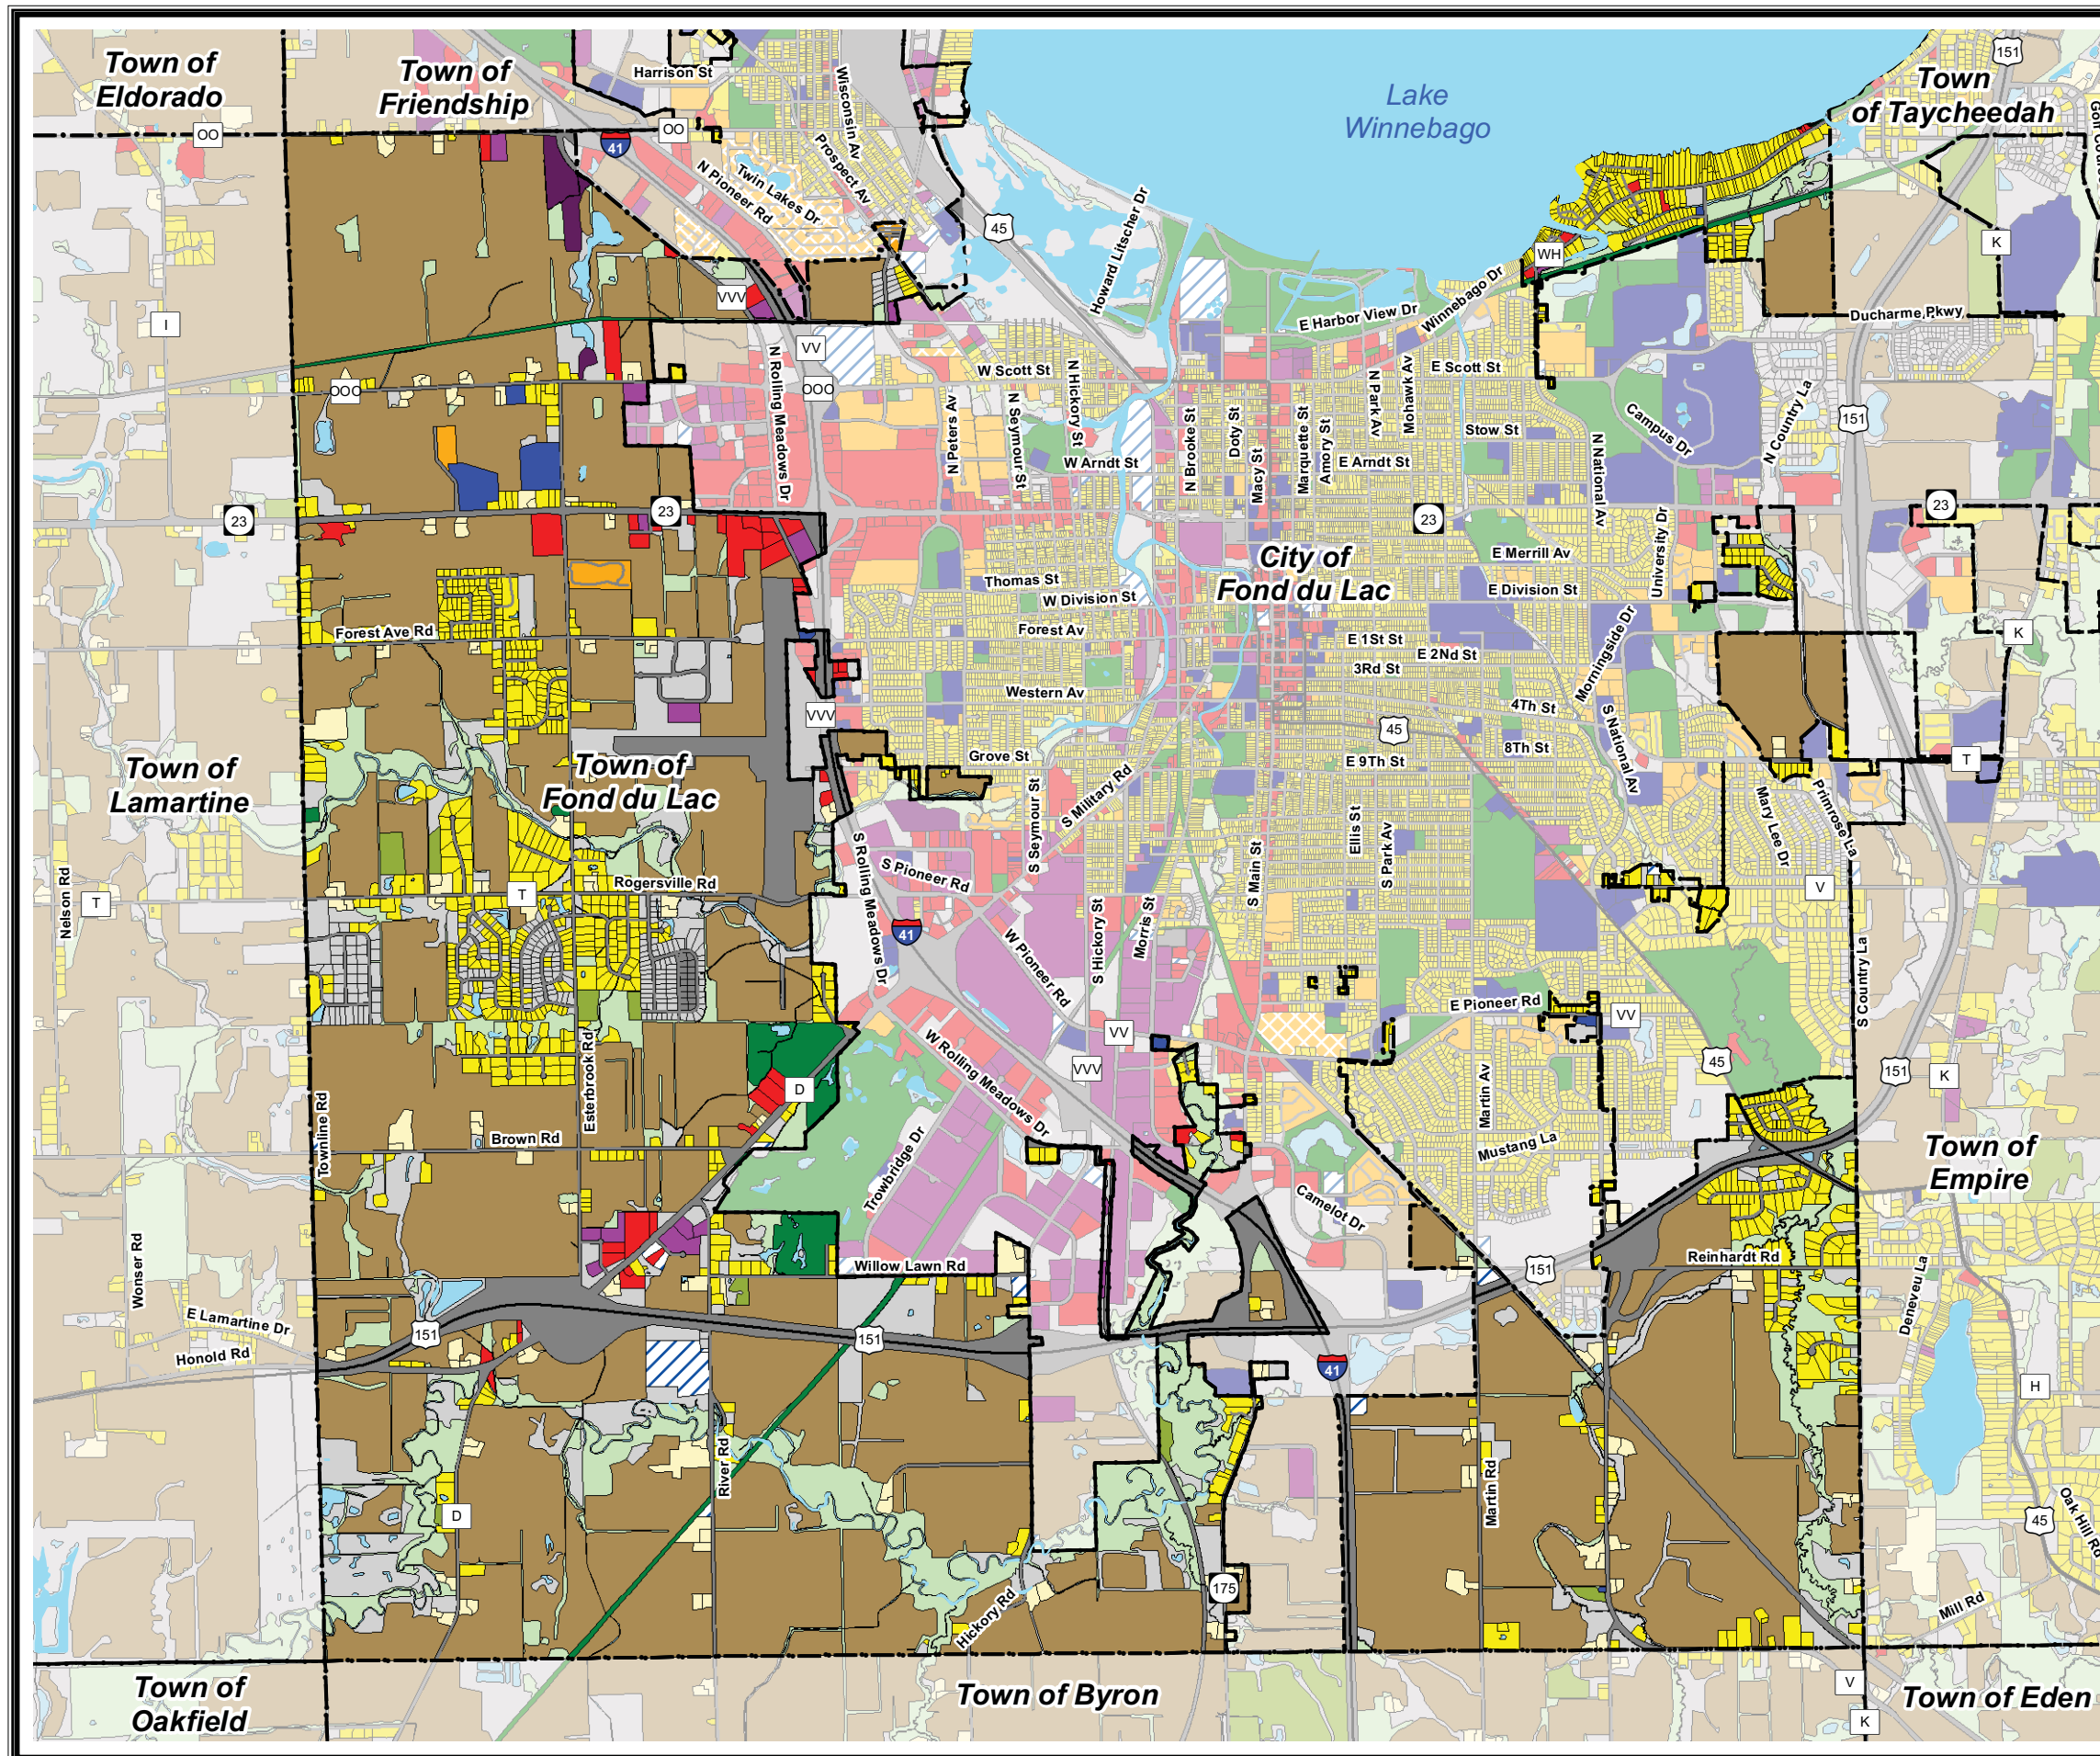 Town of
Eldorado
Town of
Friendship
Harrison St
Wisconsin Av
Prospect Av
Lake
Winnebago
151
Town
of Taycheedah
OO
OO
41
N Pioneer Rd
Twin Lakes Dr
45
Howard Litscher Dr
WH
K
I
VVV
VV
E Harbor View Dr
Winnebago Dr
Ducharme Pkwy
OOO
OOO
N Rolling Meadows Dr
W Scott St
N Hickory St
N Peters Av
N Seymour St
W Arndt St
N Brooke St
Doty St
Macy St
Marquette St
Amory St
N Park Av
Mohawk Av
E Scott St
Stow St
E Arndt St
N National Av
Campus Dr
N Country La
151
23
23
23
23
City of
Fond du Lac
E Merrill Av
University Dr
Thomas St
W Division St
E Division St
Forest Ave Rd
Forest Av
E 1St St
E 2Nd St
3Rd St
Morningside Dr
K
Western Av
4Th St
VVV
45
8Th St
S National Av
Grove St
E 9Th St
T
Town of
Lamartine
Town of
Fond du Lac
S Military Rd
S Seymour St
Ellis St
S Park Av
Mary Lee Dr
Primrose La
S Pioneer Rd
S Main St
Nelson Rd
T
T
Rogersville Rd
V
S Rolling Meadows Dr
41
W Pioneer Rd
S Hickory St
Morris St
S Country La
E Pioneer Rd
VV
VV
VVV
W Rolling Meadows Dr
45
151
K
Townline Rd
Esterbrook Rd
D
Brown Rd
Martin Av
Mustang La
Trowbridge Dr
Camelot Dr
Town of
Empire
Wonser Rd
Willow Lawn Rd
Reinhardt Rd
151
Deneveu La
E Lamartine Dr
Honold Rd
151
151
41
H
River Rd
D
Martin Rd
45
Oak Hill Rd
175
Hickory Rd
Mill Rd
Town of
Oakfield
Town of Byron
V
Town of Eden
K